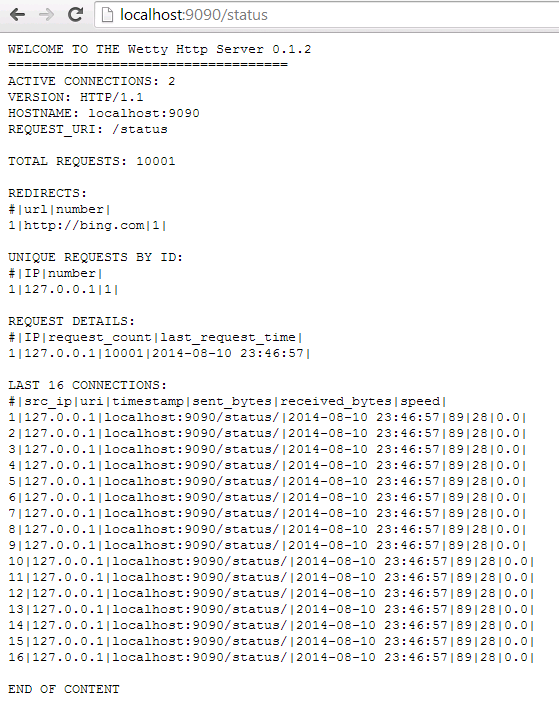 localhost:9090/status
WELCOME TO THE Wetty Http Server 0.1.2
===================================
ACTIVE CONNECTIONS: 2
VERSION: HTTP/1.1
HOSTNAME: localhost:9090
REQUEST_URI: /status
TOTAL REQUESTS: 10001
REDIRECTS:
#|url|number|
1|http://bing.com|1|
UNIQUE REQUESTS BY ID:
#|IP|number|
1|127.0.0.1|1|
REQUEST DETAILS:
#|IP|request_count|last_request_time|
1|127.0.0.1|10001|2014-08-10 23:46:57|
LAST 16 CONNECTIONS:
#|src_ip|uri|timestamp|sent_bytes|received_bytes|speed|
1|127.0.0.1|localhost:9090/status/|2014-08-10 23:46:57|89|28|0.0|
2|127.0.0.1|localhost:9090/status/|2014-08-10 23:46:57|89|28|0.0|
3|127.0.0.1|localhost:9090/status/|2014-08-10 23:46:57|89|28|0.0|
4|127.0.0.1|localhost:9090/status/|2014-08-10 23:46:57|89|28|0.0|
5|127.0.0.1|localhost:9090/status/|2014-08-10 23:46:57|89|28|0.0|
6|127.0.0.1|localhost:9090/status/|2014-08-10 23:46:57|89|28|0.0|
7|127.0.0.1|localhost:9090/status/|2014-08-10 23:46:57|89|28|0.0|
8|127.0.0.1|localhost:9090/status/|2014-08-10 23:46:57|89|28|0.0|
9|127.0.0.1|localhost:9090/status/|2014-08-10 23:46:57|89|28|0.0|
10|127.0.0.1|localhost:9090/status/|2014-08-10 23:46:57|89|28|0.0|
11|127.0.0.1|localhost:9090/status/|2014-08-10 23:46:57|89|28|0.0|
12|127.0.0.1|localhost:9090/status/|2014-08-10 23:46:57|89|28|0.0|
13|127.0.0.1|localhost:9090/status/|2014-08-10 23:46:57|89|28|0.0|
14|127.0.0.1|localhost:9090/status/|2014-08-10 23:46:57|89|28|0.0|
15|127.0.0.1|localhost:9090/status/|2014-08-10 23:46:57|89|28|0.0|
16|127.0.0.1|localhost:9090/status/|2014-08-10 23:46:57|89|28|0.0|
END OF CONTENT